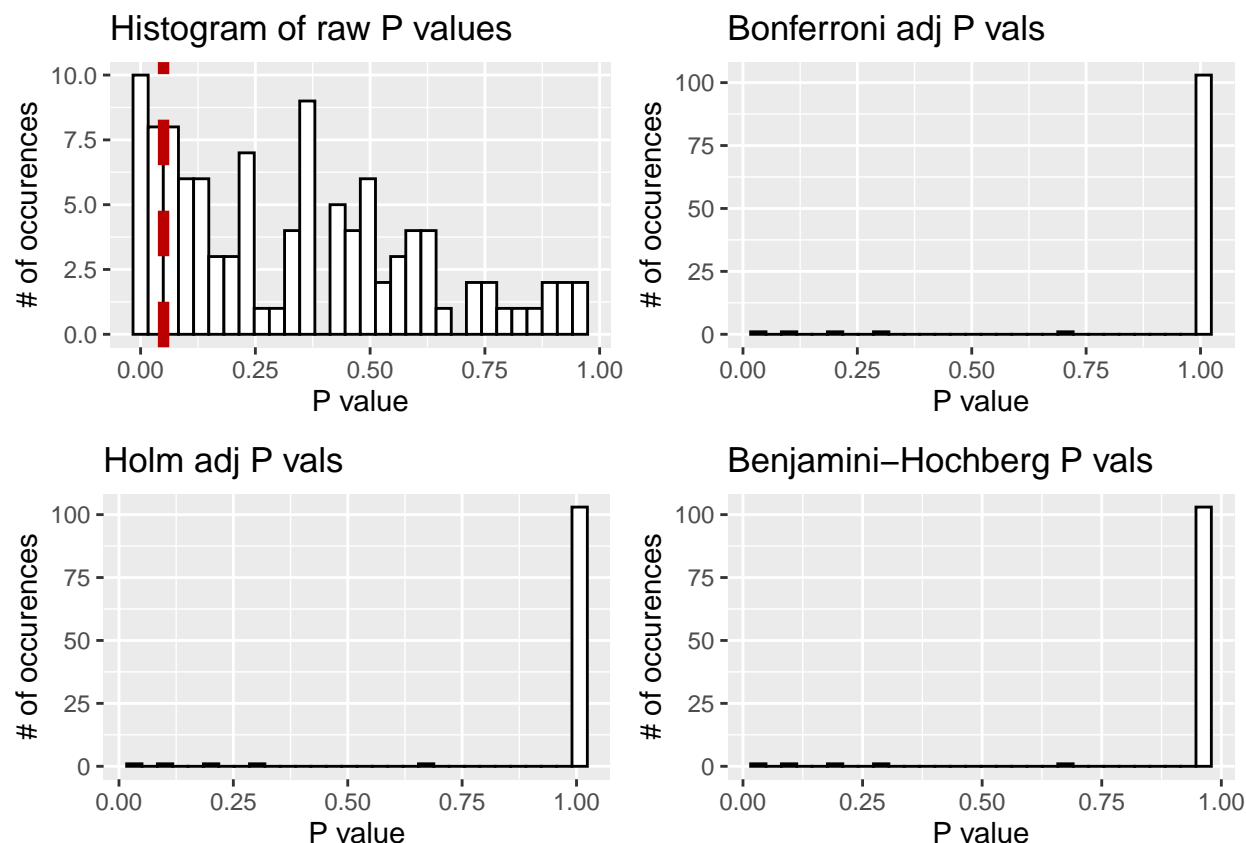 Histogram of raw P values
# of occurences
10.0
7.5
5.0
2.5
0.0
0.00 0.25 0.50 0.75 1.00
P value
Bonferroni adj P vals
# of occurences
100
75
50
25
0
0.00 0.25 0.50 0.75 1.00
P value
Holm adj P vals
# of occurences
100
75
50
25
0
0.00 0.25 0.50 0.75 1.00
P value
Benjamini−Hochberg P vals
# of occurences
100
75
50
25
0
0.00 0.25 0.50 0.75 1.00
P value